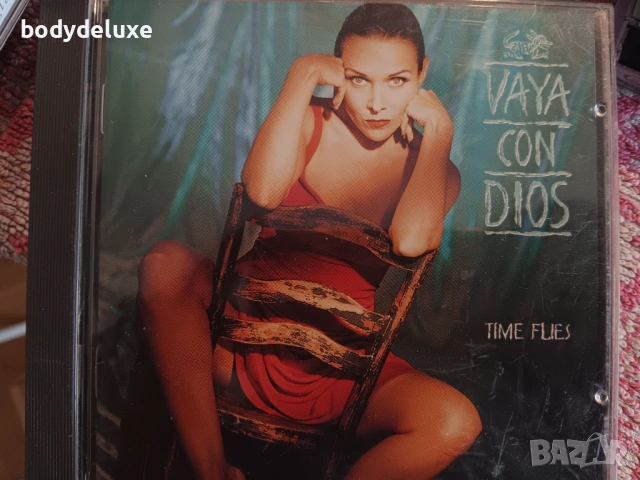 bodydeluxe
VAYA
CON
DIOS
TIME FLIES
BAZAR